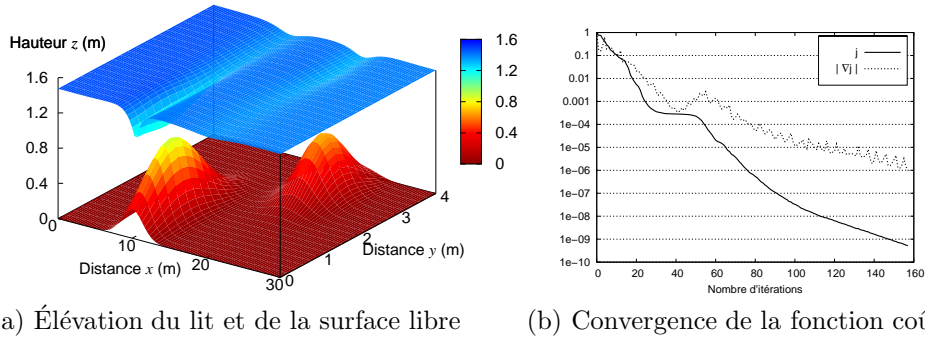 Hauteur z (m)
1.6
1.2
0.8
0.4
0
0
10
20
30
Distance x (m)
0
1
2
3
4
Distance y (m)
1.6
1.2
0.8
0.4
0
1
0.1
0.01
0.001
1e−04
1e−05
1e−06
1e−07
1e−08
1e−09
1e−10
0
20
40
60
80
100
120
140
160
Nombre d'itérations
j
| ∇j |
a) Élévation du lit et de la surface libre
(b) Convergence de la fonction coû